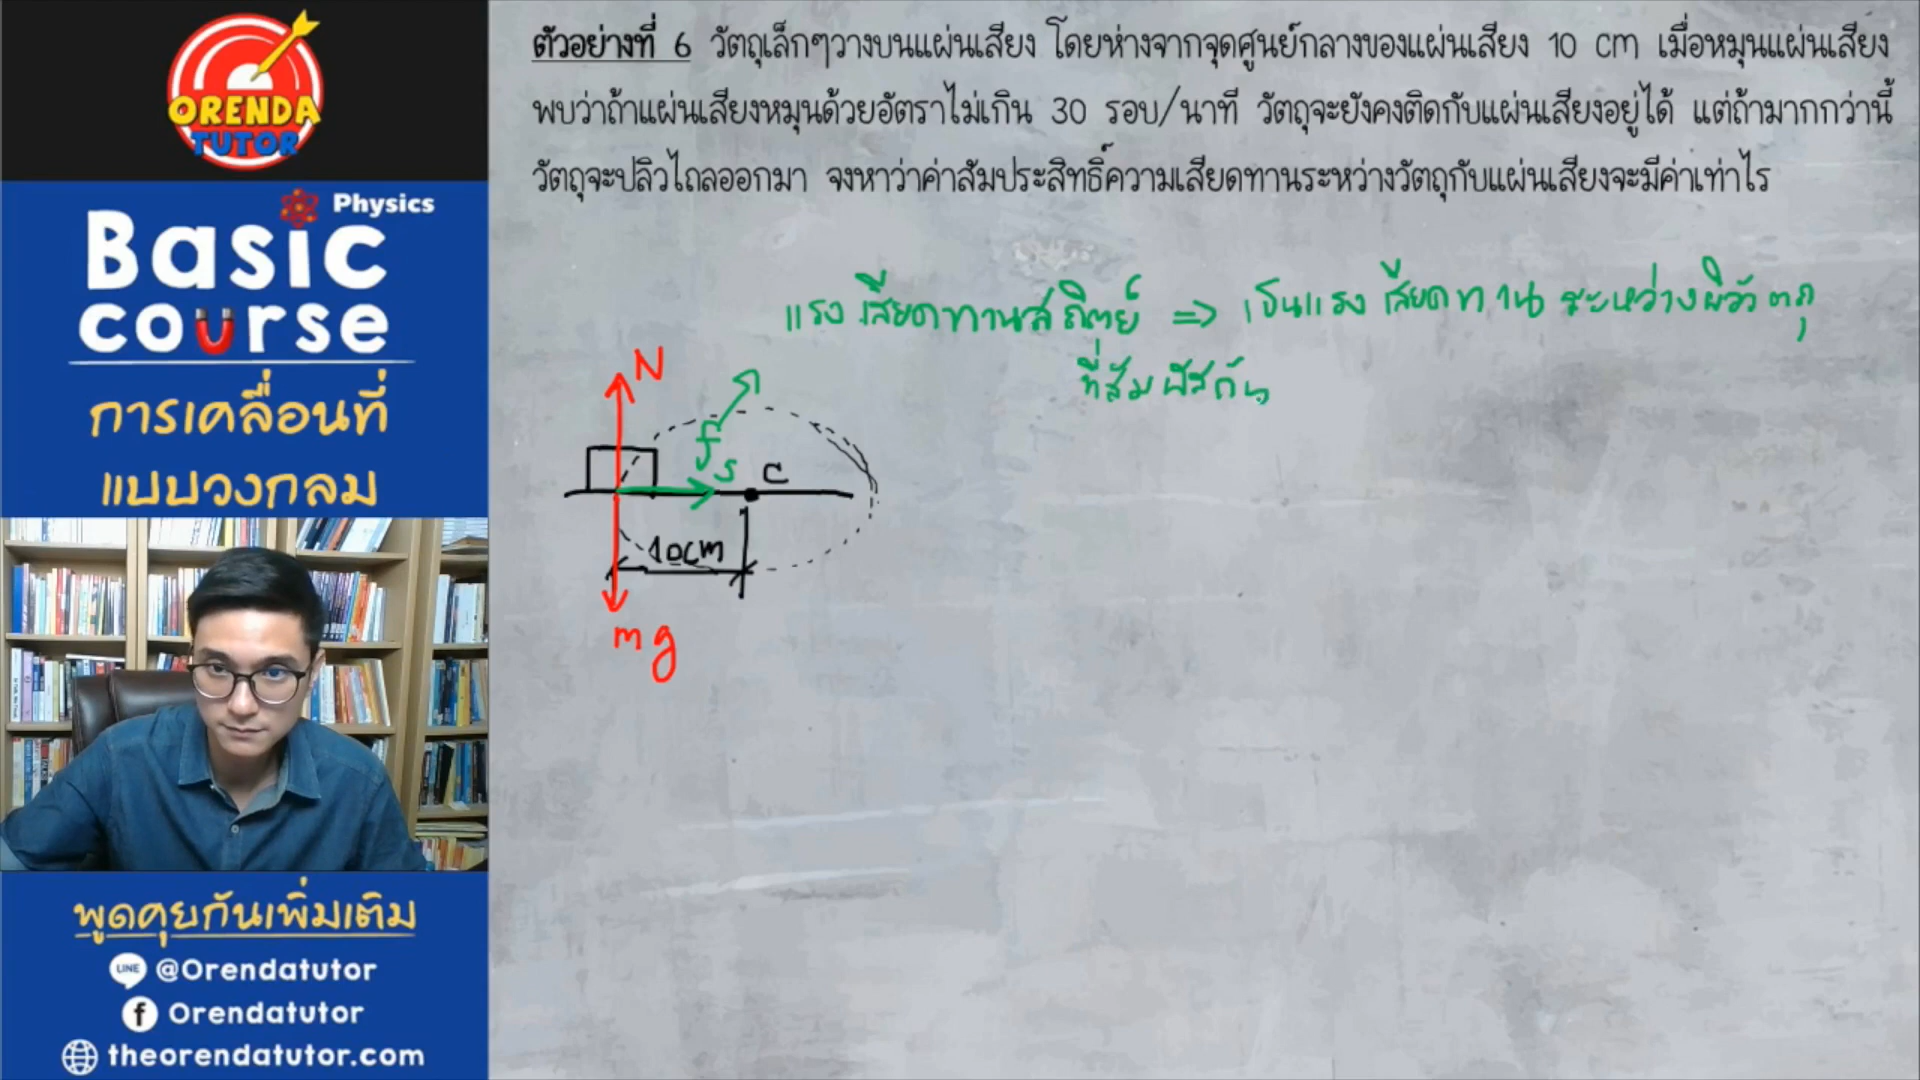 ORENDA
TUTOR
Physics
Basic
course
การเคลื่อนที่
แบบวงกลม
พูดคุยกันเพิ่มเติม
LINE @Orendatutor
f Orendatutor
theorendatutor.com
ตัวอย่างที่ 6 วัตถุเล็กๆวางบนแผ่นเสียง โดยห่างจากจุดศูนย์กลางของแผ่นเสียง 10 cm เมื่อหมุนแผ่นเสียง
พบว่าถ้าแผ่นเสียงหมุนด้วยอัตราไม่เกิน 30 รอบ/นาที วัตถุจะยังคงติดกับแผ่นเสียงอยู่ได้ แต่ถ้ามากกว่านี้
วัตถุจะปลิวไถลออกมา จงหาว่าค่าสัมประสิทธิ์ความเสียดทานระหว่างวัตถุกับแผ่นเสียงจะมีค่าเท่าไร
แรงเสียดทานสถิตย์ => เป็นแรงเสียดทานระหว่างผิววัตถุ
ที่สัมผัสกัน
N
fs
C
10cm
mg